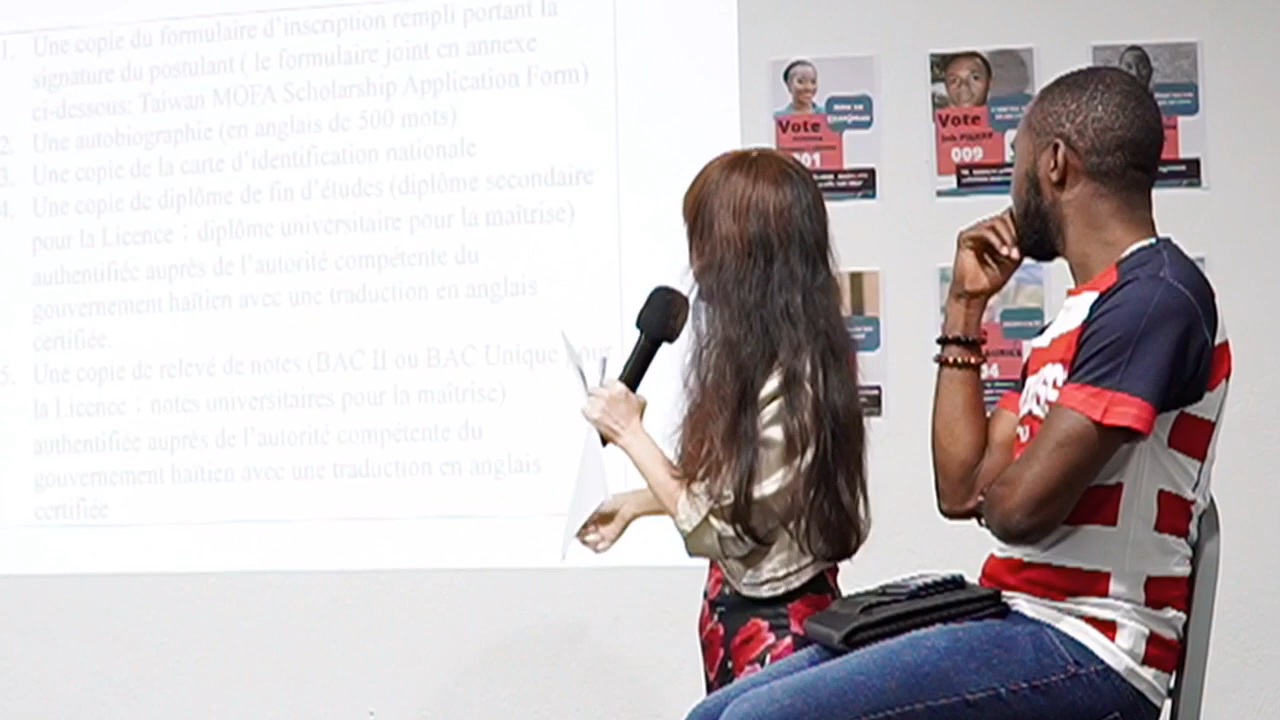 1. Une copie du formulaire d'inscription rempli portant la
signature du postulant ( le formulaire joint en annexe
ci-dessous: Taiwan MOFA Scholarship Application Form)
2. Une autobiographie (en anglais de 500 mots)
3. Une copie de la carte d'identification nationale
4. Une copie de diplôme de fin d'études (diplôme secondaire
pour la Licence ; diplôme universitaire pour la maîtrise)
authentifiée auprès de l'autorité compétente du
gouvernement haïtien avec une traduction en anglais
certifiée.
5. Une copie de relevé de notes (BAC II ou BAC Unique pour
la Licence ; notes universitaires pour la maîtrise)
authentifiée auprès de l'autorité compétente du
gouvernement haïtien avec une traduction en anglais
certifiée
Vote
001
Vote
009